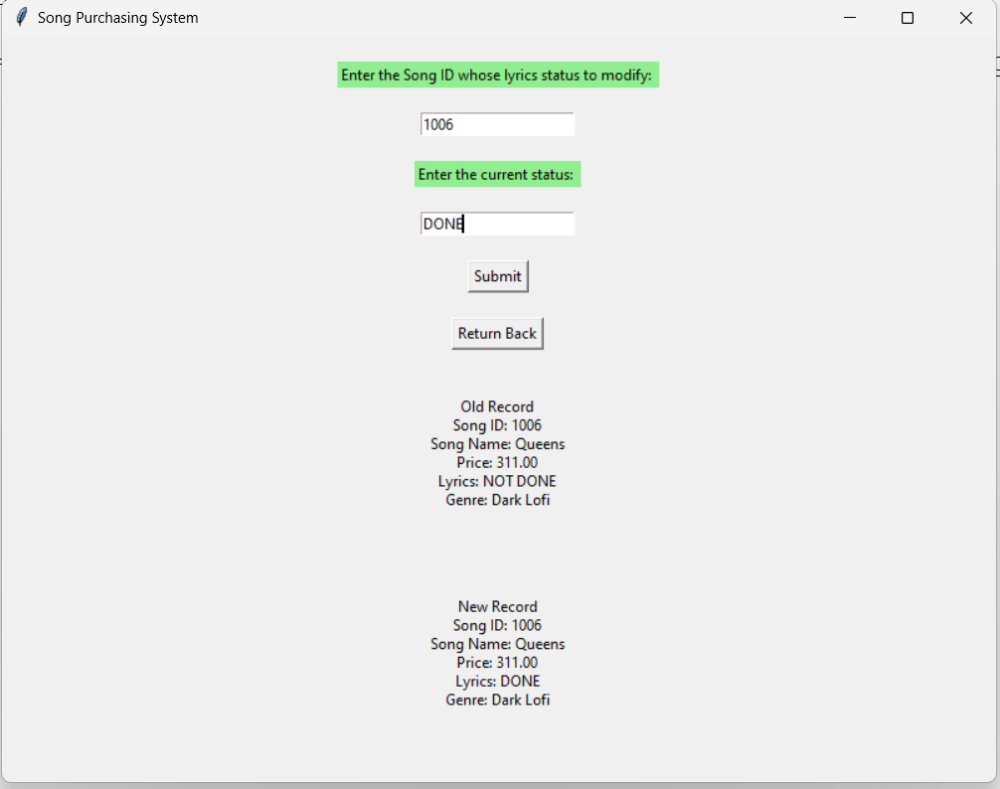 Song Purchasing System
Enter the Song ID whose lyrics status to modify:
1006
Enter the current status:
DONE
Submit
Return Back
Old Record
Song ID: 1006
Song Name: Queens
Price: 311.00
Lyrics: NOT DONE
Genre: Dark Lofi
New Record
Song ID: 1006
Song Name: Queens
Price: 311.00
Lyrics: DONE
Genre: Dark Lofi